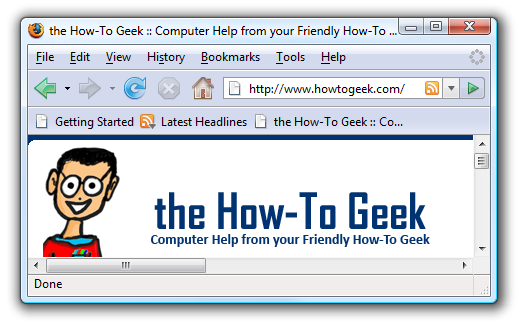 the How-To Geek :: Computer Help from your Friendly How-To ...
File Edit View History Bookmarks Tools Help
http://www.howtogeek.com/
Getting Started Latest Headlines the How-To Geek :: Co...
the How-To Geek
Computer Help from your Friendly How-To Geek
Done